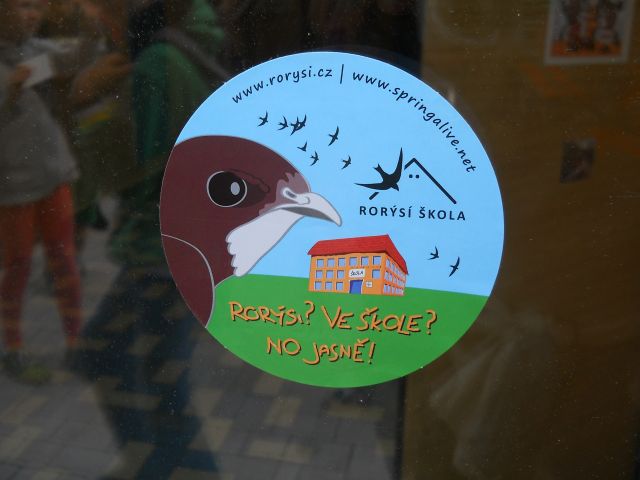 www.rorysi.cz | www.springalive.net
RORÝSÍ ŠKOLA
ŠKOLA
RORÝSI? VE ŠKOLE?
NO JASNĚ!